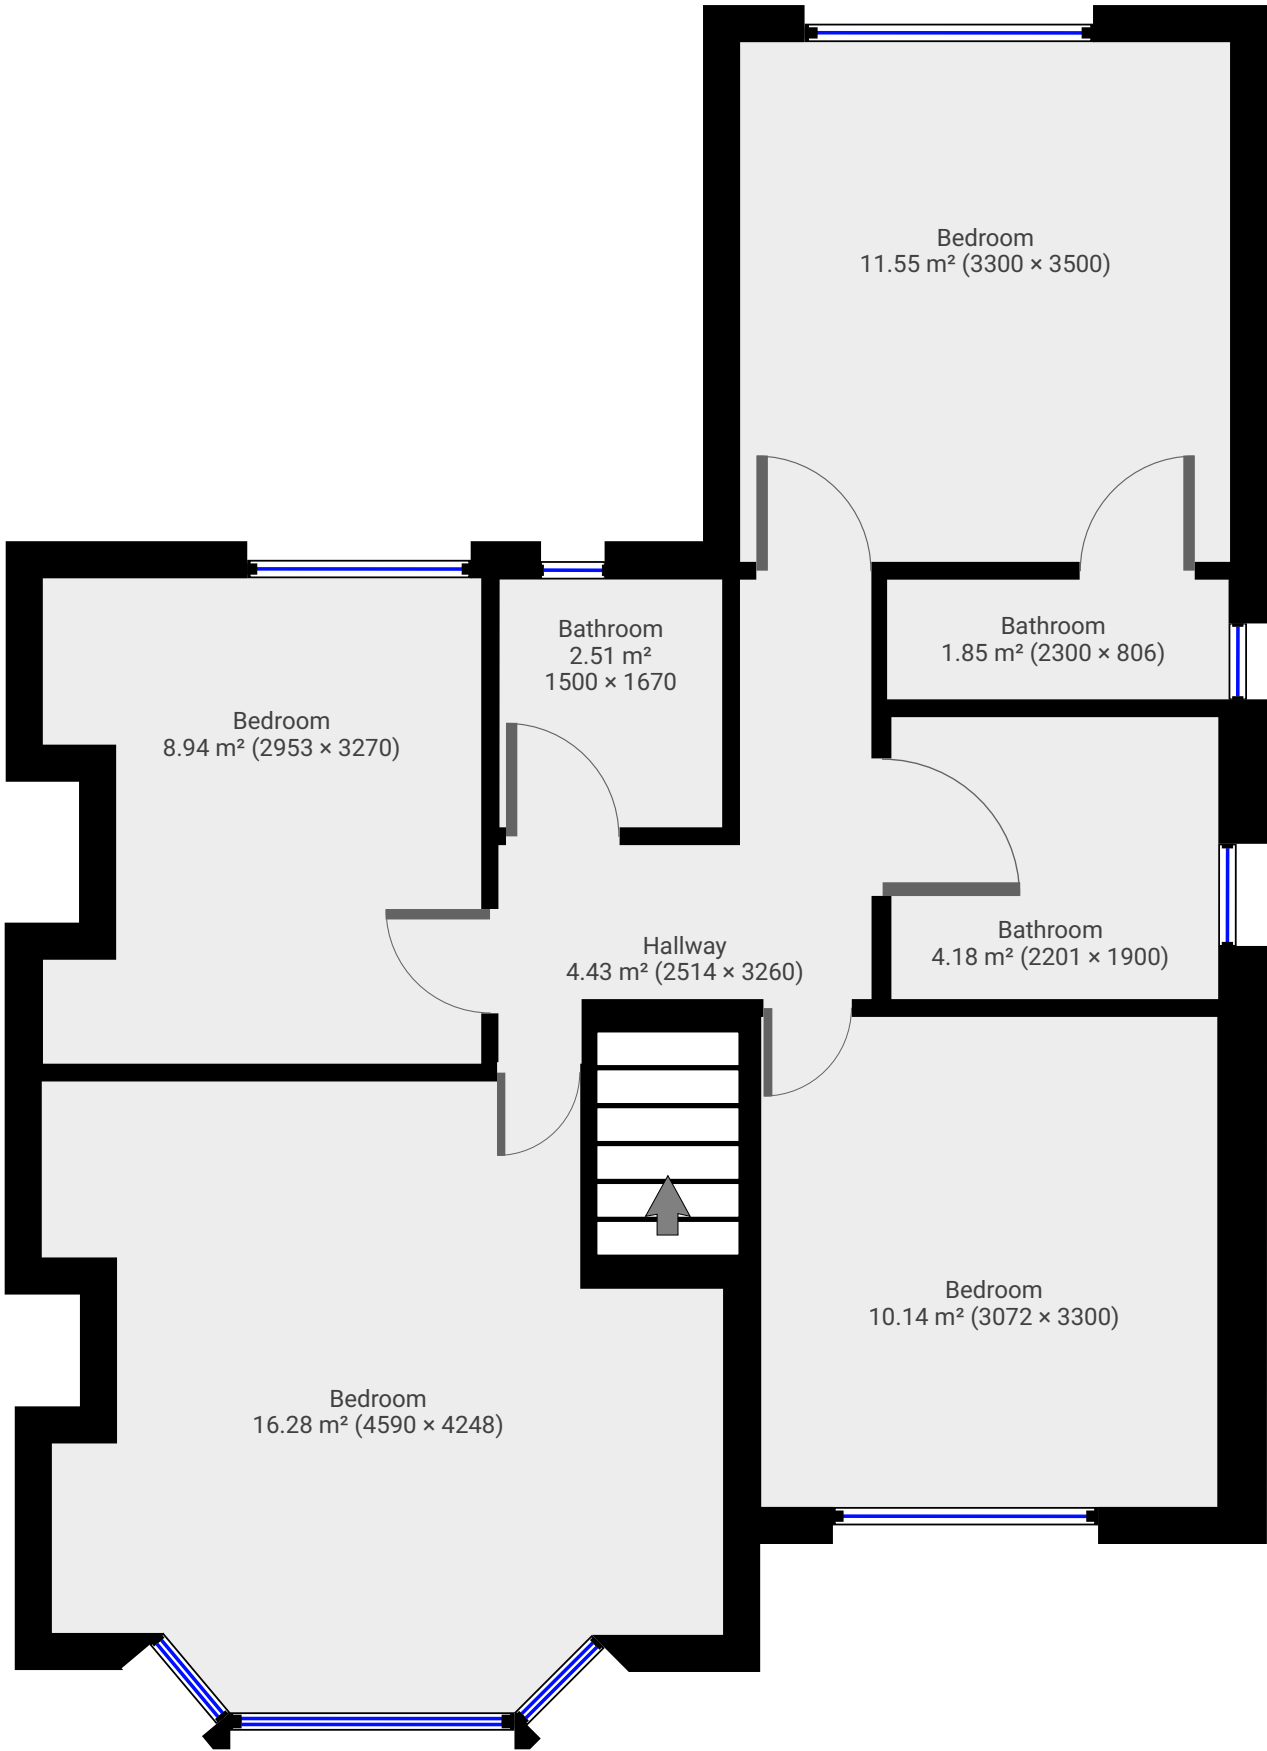 Bedroom
11.55 m² (3300 × 3500)
Bathroom
2.51 m²
1500 × 1670
Bathroom
1.85 m² (2300 × 806)
Bedroom
8.94 m² (2953 × 3270)
Hallway
4.43 m² (2514 × 3260)
Bathroom
4.18 m² (2201 × 1900)
Bedroom
10.14 m² (3072 × 3300)
Bedroom
16.28 m² (4590 × 4248)